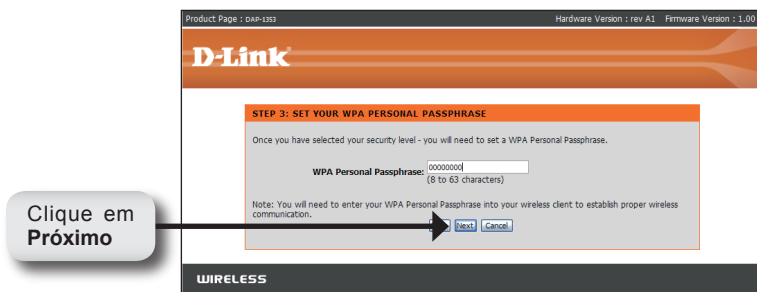 Product Page : DAP-1353 Hardware Version : rev A1 Firmware Version : 1.00
D-Link
STEP 3: SET YOUR WPA PERSONAL PASSPHRASE
Once you have selected your security level - you will need to set a WPA Personal Passphrase.
WPA Personal Passphrase: 00000000
(8 to 63 characters)
Note: You will need to enter your WPA Personal Passphrase into your wireless client to establish proper wireless
communication.
Next Cancel
Clique em
Próximo
WIRELESS